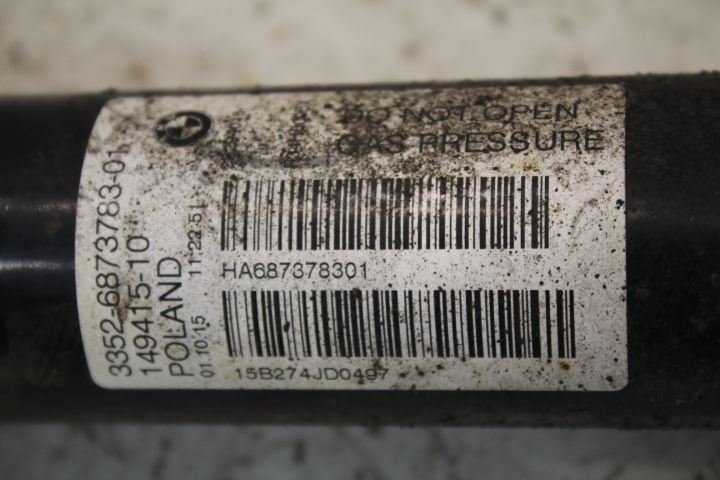 3352-6873783-01
149415-10
POLAND
01.10.15 11:22:51
DO NOT OPEN
GAS PRESSURE
HA687378301
15B274JD0497